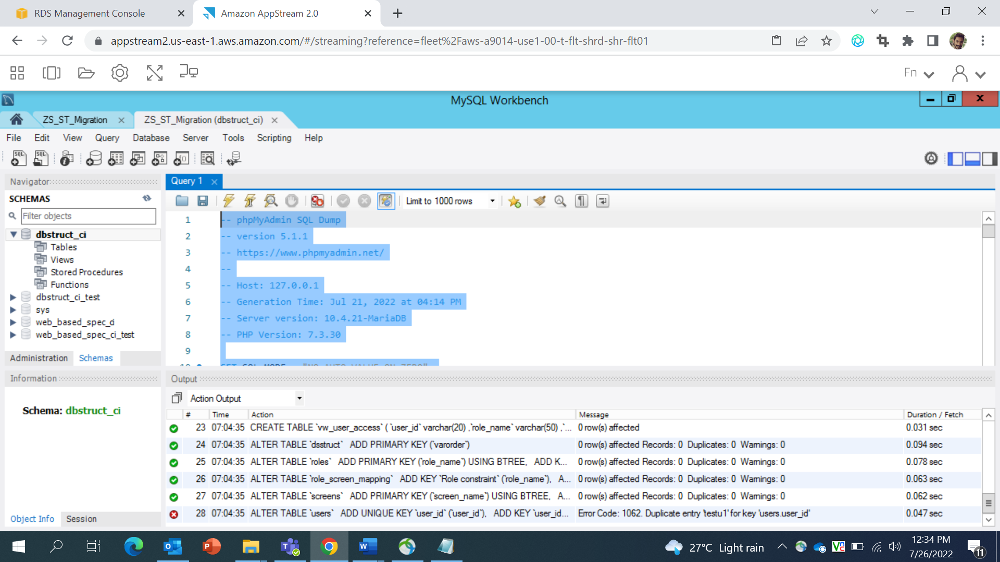 RDS Management Console
Amazon AppStream 2.0
appstream2.us-east-1.aws.amazon.com/#/streaming?reference=fleet%2Faws-a9014-use1-00-t-flt-shrd-shr-flt01
Fn
MySQL Workbench
ZS_ST_Migration
ZS_ST_Migration (dbstruct_ci)
File Edit View Query Database Server Tools Scripting Help
Navigator
Query 1
SCHEMAS
Filter objects
Limit to 1000 rows
dbstruct_ci
Tables
Views
Stored Procedures
Functions
dbstruct_ci_test
sys
web_based_spec_ci
web_based_spec_ci_test
Administration Schemas
1 -- phpMyAdmin SQL Dump
2 -- version 5.1.1
3 -- https://www.phpmyadmin.net/
4 --
5 -- Host: 127.0.0.1
6 -- Generation Time: Jul 21, 2022 at 04:14 PM
7 -- Server version: 10.4.21-MariaDB
8 -- PHP Version: 7.3.30
9
Information
Schema: dbstruct_ci
Object Info Session
Output
Action Output
# Time Action Message Duration / Fetch
23 07:04:35 CREATE TABLE `vw_user_access` ( `user_id` varchar(20) ,`role_name` varchar(50) ,`... 0 row(s) affected 0.031 sec
24 07:04:35 ALTER TABLE `dsstruct` ADD PRIMARY KEY (`varorder`) 0 row(s) affected Records: 0 Duplicates: 0 Warnings: 0 0.094 sec
25 07:04:35 ALTER TABLE `roles` ADD PRIMARY KEY (`role_name`) USING BTREE, ADD K... 0 row(s) affected Records: 0 Duplicates: 0 Warnings: 0 0.078 sec
26 07:04:35 ALTER TABLE `role_screen_mapping` ADD KEY `Role constraint` (`role_name`), A... 0 row(s) affected Records: 0 Duplicates: 0 Warnings: 0 0.063 sec
27 07:04:35 ALTER TABLE `screens` ADD PRIMARY KEY (`screen_name`) USING BTREE, A... 0 row(s) affected Records: 0 Duplicates: 0 Warnings: 0 0.062 sec
28 07:04:35 ALTER TABLE `users` ADD UNIQUE KEY `user_id` (`user_id`), ADD KEY `user_id... Error Code: 1062. Duplicate entry 'testu1' for key 'users.user_id' 0.047 sec
27°C Light rain
12:34 PM
7/26/2022
11